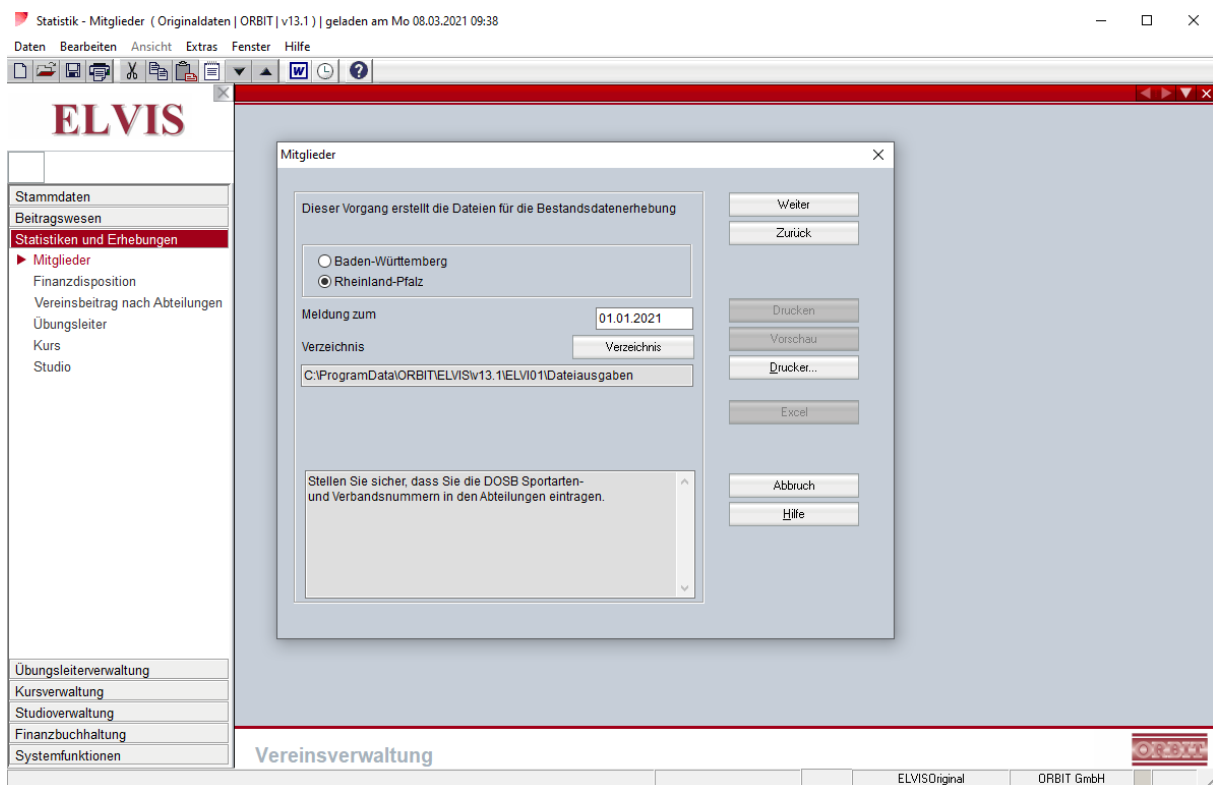 Statistik - Mitglieder ( Originaldaten | ORBIT | v13.1 ) | geladen am Mo 08.03.2021 09:38
Daten Bearbeiten Ansicht Extras Fenster Hilfe
W ?
ELVIS
Stammdaten
Beitragswesen
Statistiken und Erhebungen
Mitglieder
Finanzdisposition
Vereinsbeitrag nach Abteilungen
Übungsleiter
Kurs
Studio
Übungsleiterverwaltung
Kursverwaltung
Studioverwaltung
Finanzbuchhaltung
Systemfunktionen
Mitglieder
Dieser Vorgang erstellt die Dateien für die Bestandsdatenerhebung
Baden-Württemberg
Rheinland-Pfalz
Meldung zum 01.01.2021
Verzeichnis Verzeichnis
C:\ProgramData\ORBIT\ELVIS\v13.1\ELVI01\Dateiausgaben
Stellen Sie sicher, dass Sie die DOSB Sportarten-
und Verbandsnummern in den Abteilungen eintragen.
Weiter
Zurück
Drucken
Vorschau
Drucker...
Excel
Abbruch
Hilfe
Vereinsverwaltung
ORBIT
ELVISOriginal ORBIT GmbH